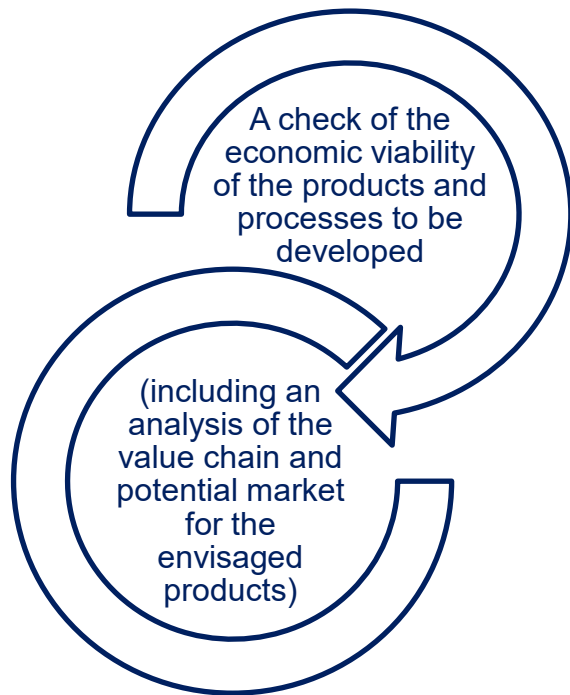 A check of the
economic viability
of the products and
processes to be
developed
(including an
analysis of the
value chain and
potential market
for the
envisaged
products)